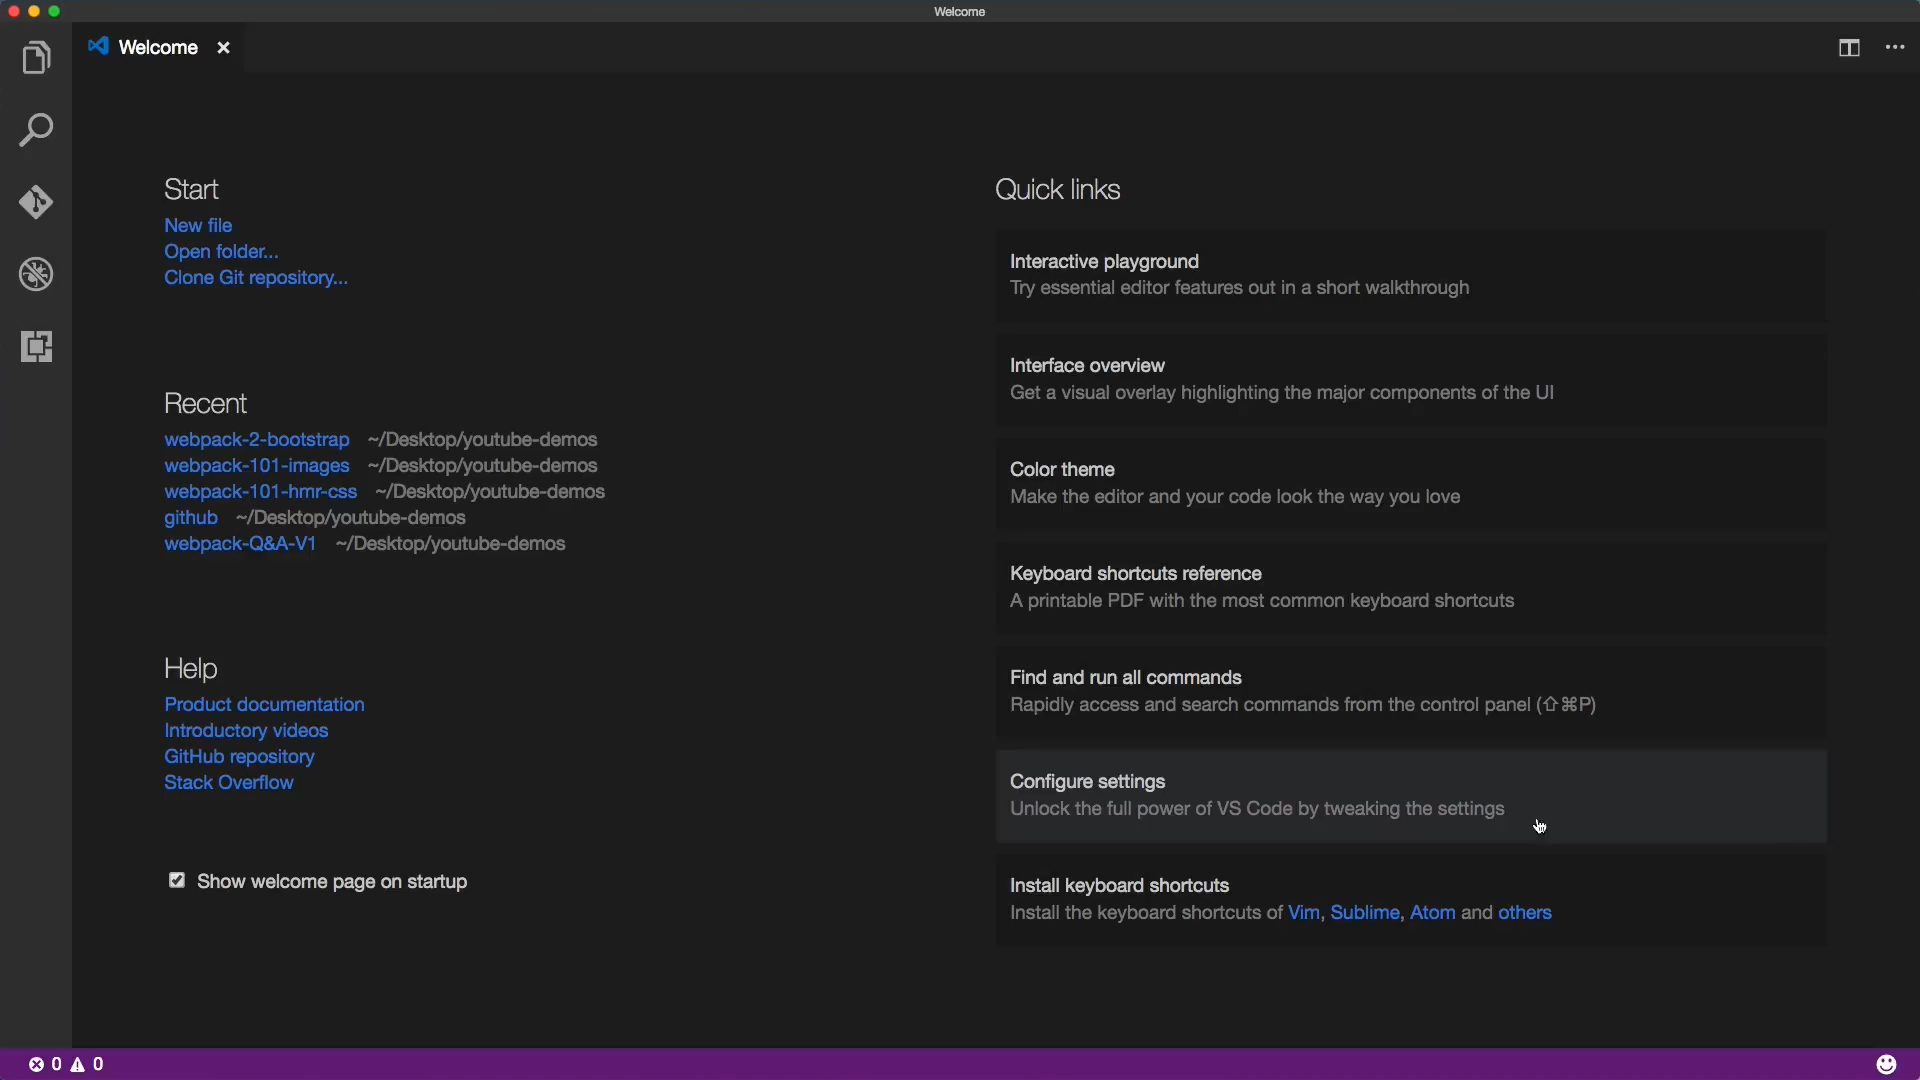 Welcome
Welcome
Start
New file
Open folder...
Clone Git repository...
Recent
webpack-2-bootstrap ~/Desktop/youtube-demos
webpack-101-images ~/Desktop/youtube-demos
webpack-101-hmr-css ~/Desktop/youtube-demos
github ~/Desktop/youtube-demos
webpack-Q&A-V1 ~/Desktop/youtube-demos
Help
Product documentation
Introductory videos
GitHub repository
Stack Overflow
Show welcome page on startup
Quick links
Interactive playground
Try essential editor features out in a short walkthrough
Interface overview
Get a visual overlay highlighting the major components of the UI
Color theme
Make the editor and your code look the way you love
Keyboard shortcuts reference
A printable PDF with the most common keyboard shortcuts
Find and run all commands
Rapidly access and search commands from the control panel (⇧⌘P)
Configure settings
Unlock the full power of VS Code by tweaking the settings
Install keyboard shortcuts
Install the keyboard shortcuts of Vim, Sublime, Atom and others
0 0